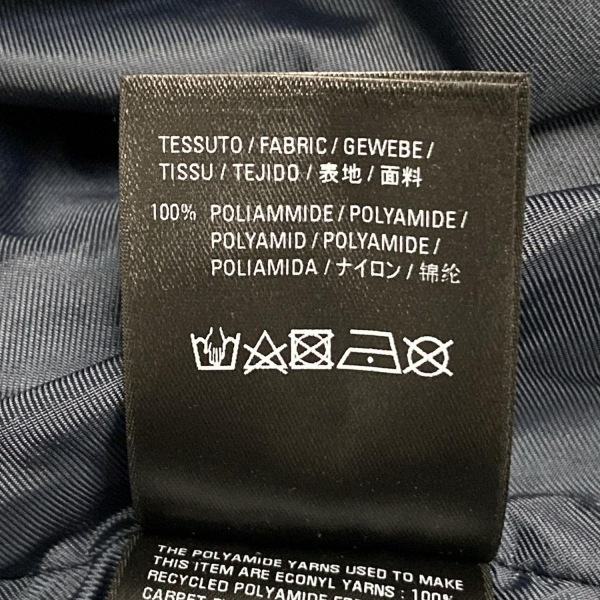 TESSUTO / FABRIC / GEWEBE /
TISSU / TEJIDO / 表地 / 面料
100% POLIAMMIDE / POLYAMIDE /
POLYAMID / POLYAMIDE /
POLIAMIDA / ナイロン / 锦纶
THE POLYAMIDE YARNS USED TO MAKE
THIS ITEM ARE ECONYL YARNS : 100%
RECYCLED POLYAMIDE
CARPET